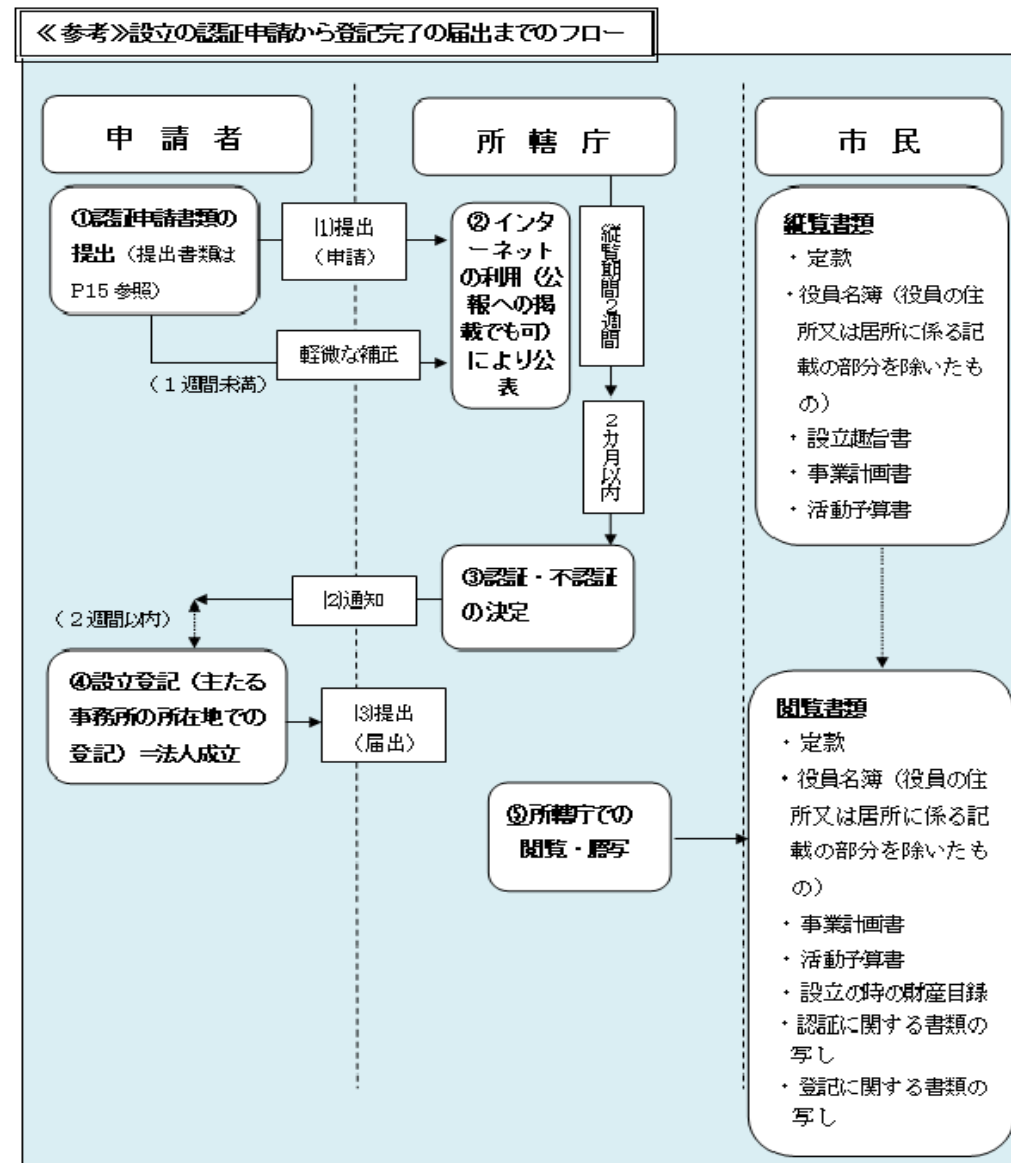 ≪参考≫設立の認証申請から登記完了の届出までのフロー
申 請 者
所 轄 庁
市 民
①認証申請書類の
提出（提出書類は
P15 参照）
[1]提出
（申請）
軽微な補正
（１週間未満）
②インタ
ーネット
の利用（公
報への掲
載でも可）
により公
表
縦覧期間２週間
２カ月以内
③認証・不認証
の決定
[2]通知
（２週間以内）
④設立登記（主たる
事務所の所在地での
登記）＝法人成立
[3]提出
（届出）
⑤所轄庁での
閲覧・謄写
縦覧書類
・定款
・役員名簿（役員の住
所又は居所に係る記
載の部分を除いたも
の）
・設立趣旨書
・事業計画書
・活動予算書
閲覧書類
・定款
・役員名簿（役員の住
所又は居所に係る記
載の部分を除いたも
の）
・事業計画書
・活動予算書
・設立の時の財産目録
・認証に関する書類の
写し
・登記に関する書類の
写し